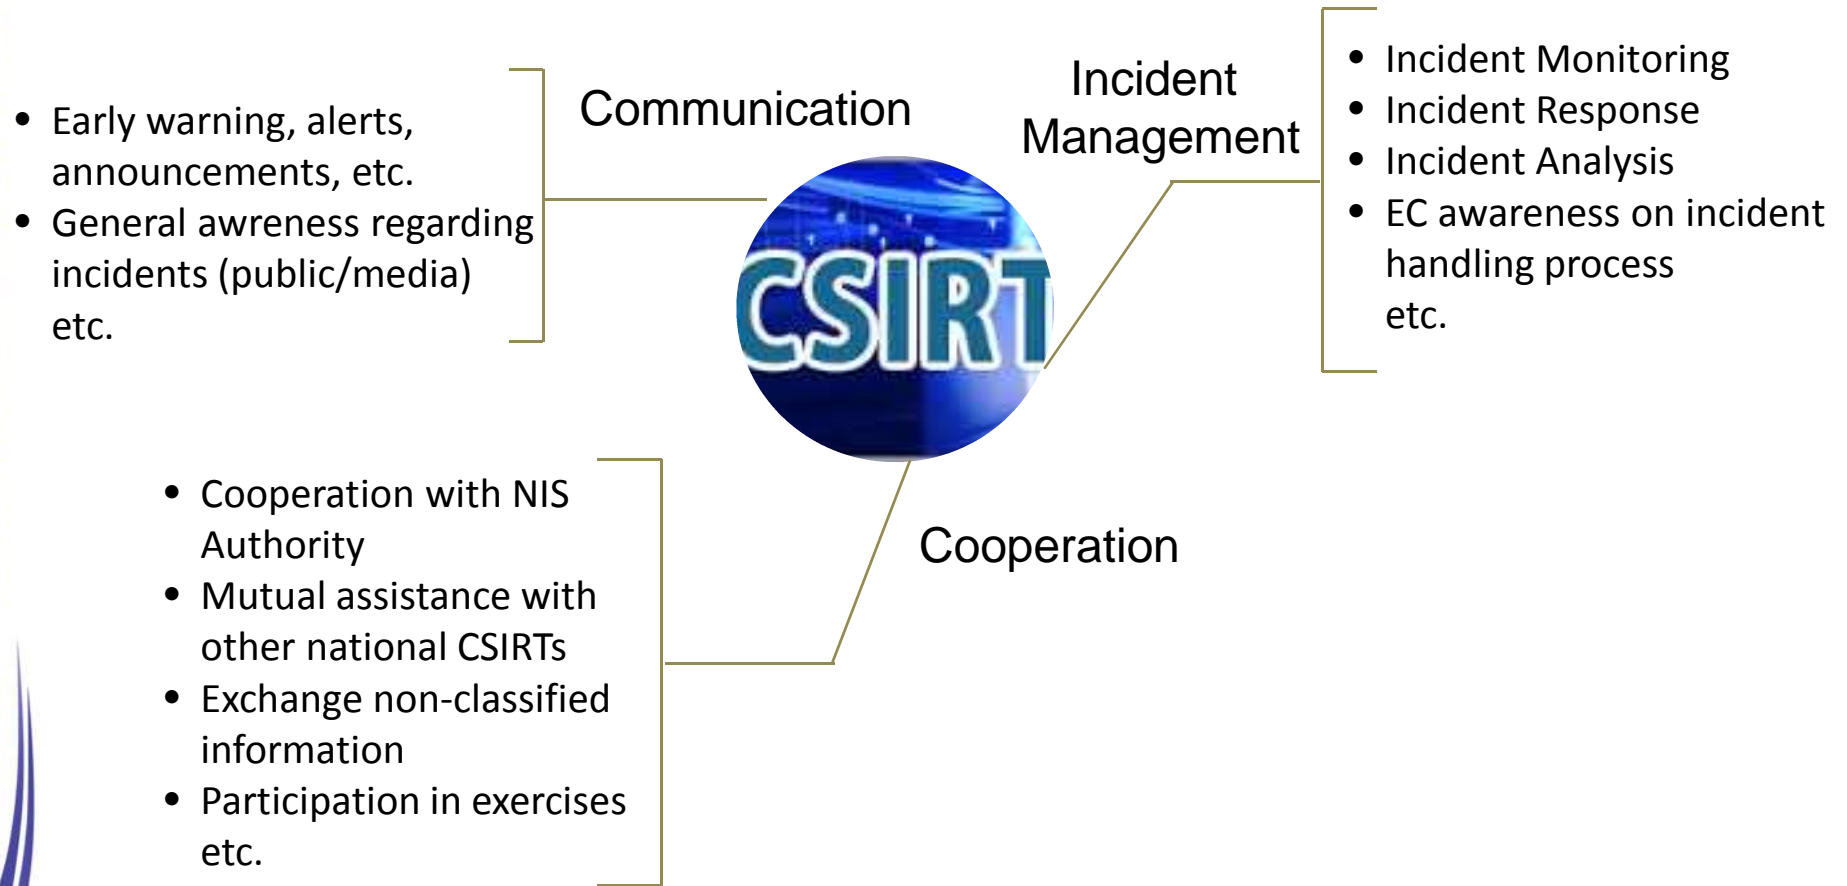 Communication
• Early warning, alerts,
announcements, etc.
• General awreness regarding
incidents (public/media)
etc.
Incident
Management
• Incident Monitoring
• Incident Response
• Incident Analysis
• EC awareness on incident
handling process
etc.
CSIRT
Cooperation
• Cooperation with NIS
Authority
• Mutual assistance with
other national CSIRTs
• Exchange non-classified
information
• Participation in exercises
etc.